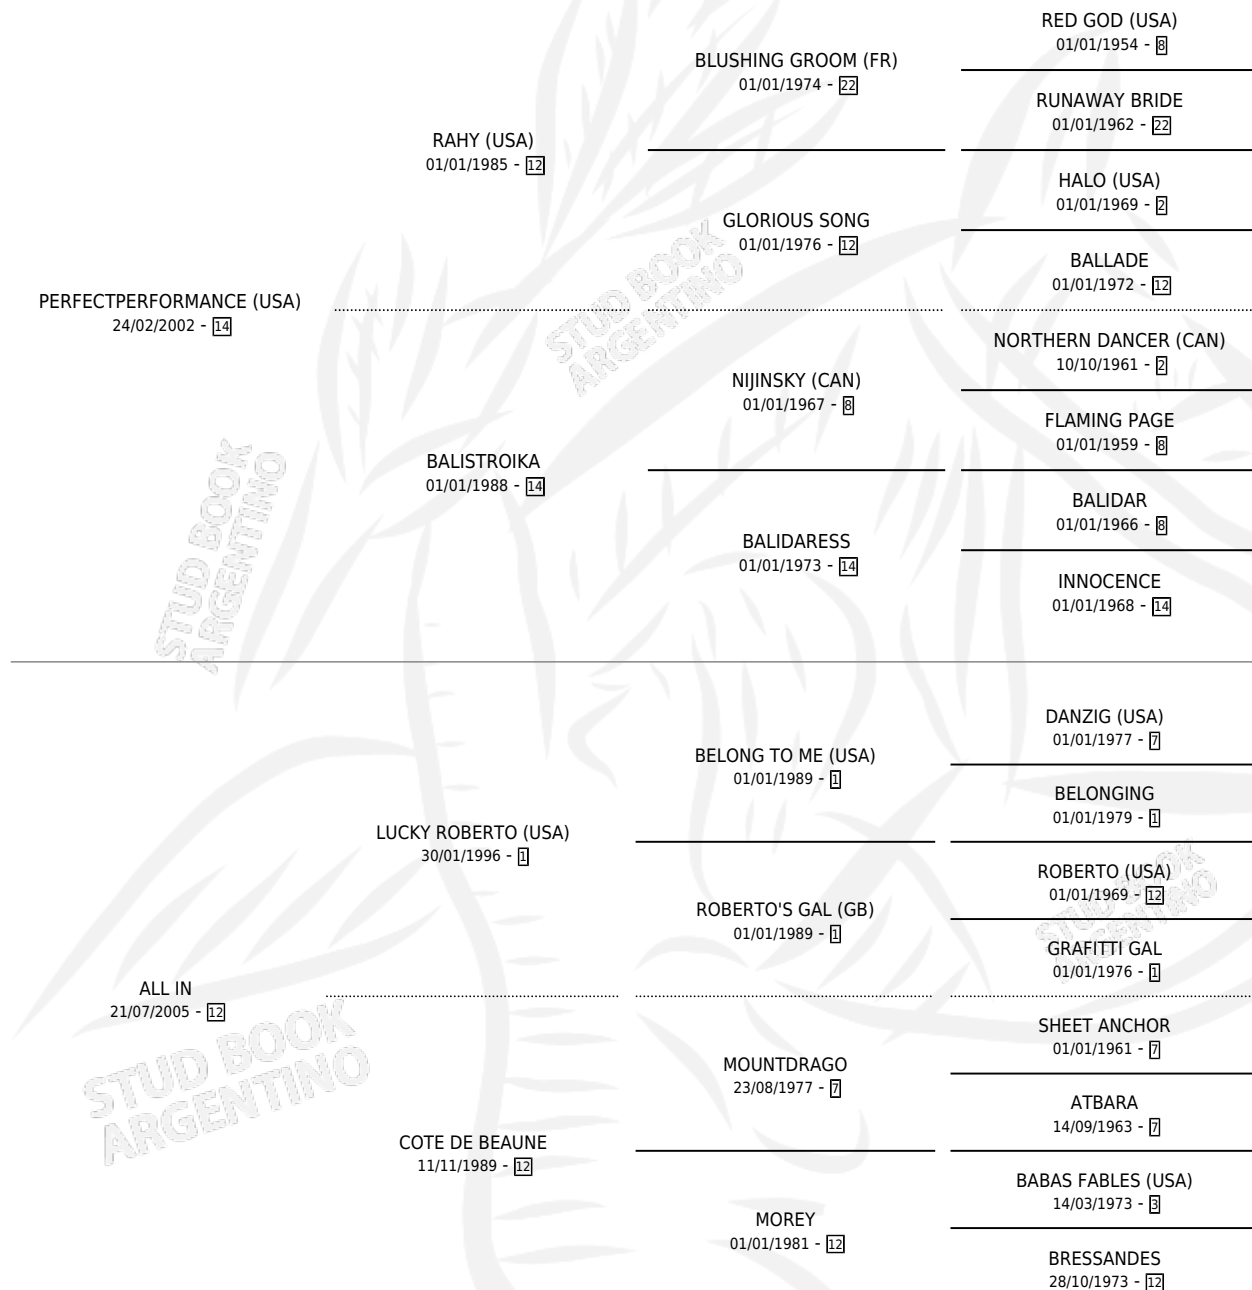 RED GOD (USA)
01/01/1954 - 8
BLUSHING GROOM (FR)
01/01/1974 - 22
RUNAWAY BRIDE
01/01/1962 - 22
RAHY (USA)
01/01/1985 - 12
HALO (USA)
01/01/1969 - 2
GLORIOUS SONG
01/01/1976 - 12
BALLADE
01/01/1972 - 12
PERFECTPERFORMANCE (USA)
24/02/2002 - 14
STUD BOOK
ARGENTINO
NORTHERN DANCER (CAN)
10/10/1961 - 2
NIJINSKY (CAN)
01/01/1967 - 8
FLAMING PAGE
01/01/1959 - 8
BALISTROIKA
01/01/1988 - 14
BALIDAR
01/01/1966 - 8
BALIDARESS
01/01/1973 - 14
INNOCENCE
01/01/1968 - 14
STUD BOOK
ARGENTINO
DANZIG (USA)
01/01/1977 - 7
BELONG TO ME (USA)
01/01/1989 - 1
BELONGING
01/01/1979 - 1
LUCKY ROBERTO (USA)
30/01/1996 - 1
ROBERTO (USA)
01/01/1969 - 12
ROBERTO'S GAL (GB)
01/01/1989 - 1
GRAFITTI GAL
01/01/1976 - 1
STUD BOOK
ARGENTINO
ALL IN
21/07/2005 - 12
SHEET ANCHOR
01/01/1961 - 7
MOUNTDRAGO
23/08/1977 - 7
ATBARA
14/09/1963 - 7
STUD BOOK
ARGENTINO
COTE DE BEAUNE
11/11/1989 - 12
BABAS FABLES (USA)
14/03/1973 - 3
MOREY
01/01/1981 - 12
BRESSANDES
28/10/1973 - 12